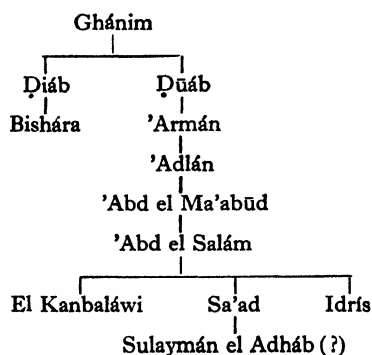 Ghánim
Ḍiáb Ḍūáb
Bishára ’Armán
’Adlán
’Abd el Ma’abūd
’Abd el Salám
El Kanbaláwi Sa’ad Idrís
Sulaymán el Adháb (?)